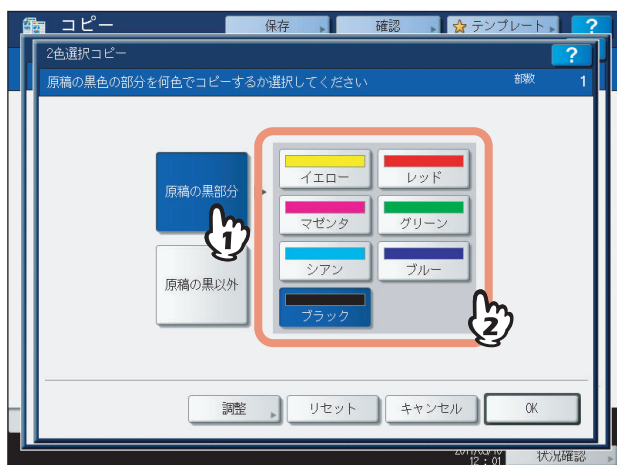 コピー
保存
確認
テンプレート
?
2色選択コピー
?
原稿の黒色の部分を何色でコピーするか選択してください
部数 1
原稿の黒部分
1
原稿の黒以外
イエロー
レッド
マゼンタ
グリーン
シアン
ブルー
ブラック
2
調整
リセット
キャンセル
OK
12:01
状況確認